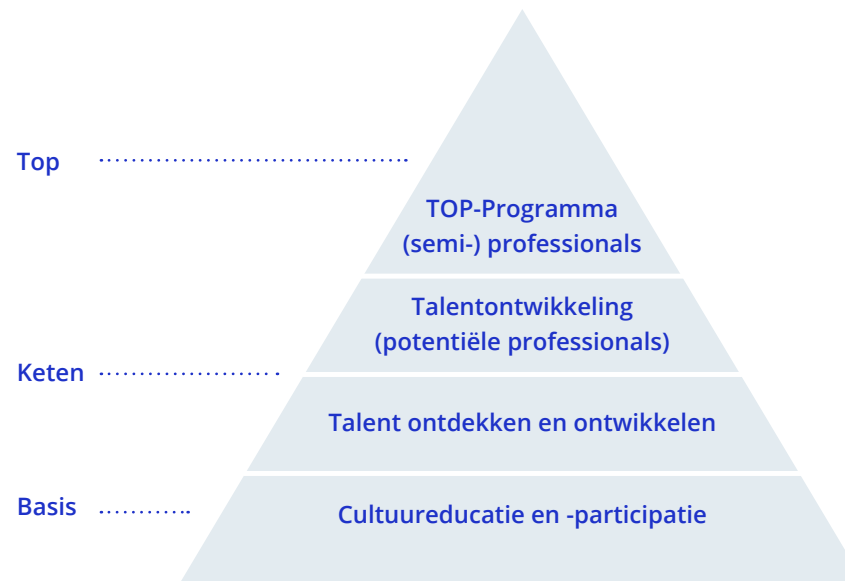 Top
TOP-Programma
(semi-) professionals
Talentontwikkeling
(potentiële professionals)
Keten
Talent ontdekken en ontwikkelen
Basis
Cultuureducatie en -participatie